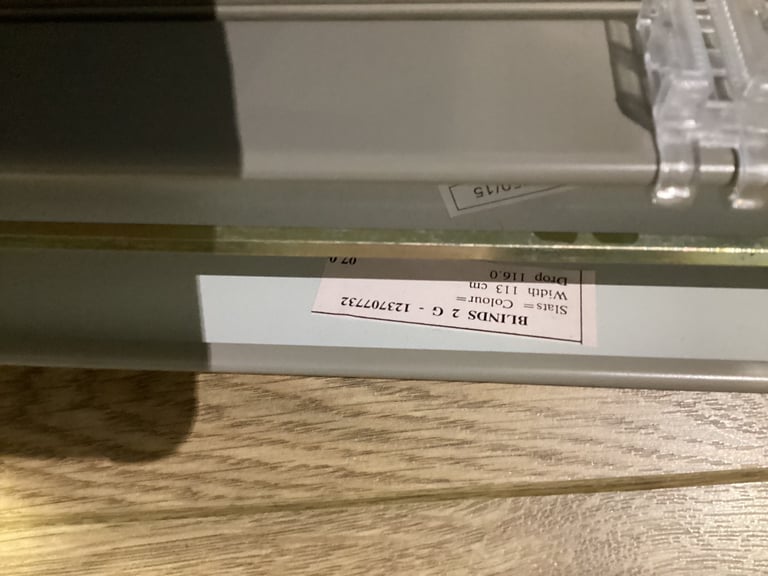 BLINDS 2 G - 123707732
Slats= Colour=
Width 113 cm
Drop 116.0